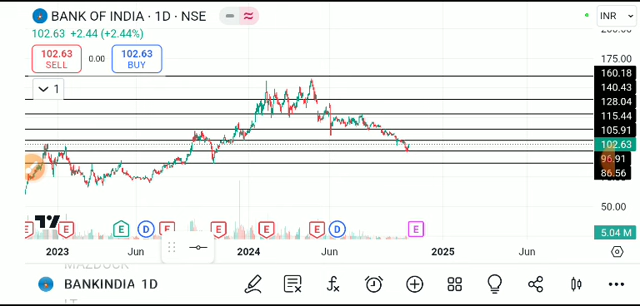 BANK OF INDIA · 1D · NSE
INR
102.63 +2.44 (+2.44%)
102.63
SELL
0.00
102.63
BUY
1
175.00
160.18
140.43
128.04
115.44
105.91
102.63
96.91
86.56
50.00
5.04 M
E E E D E E E E D E
2023 Jun 2024 Jun 2025 Jun
BANKINDIA 1D